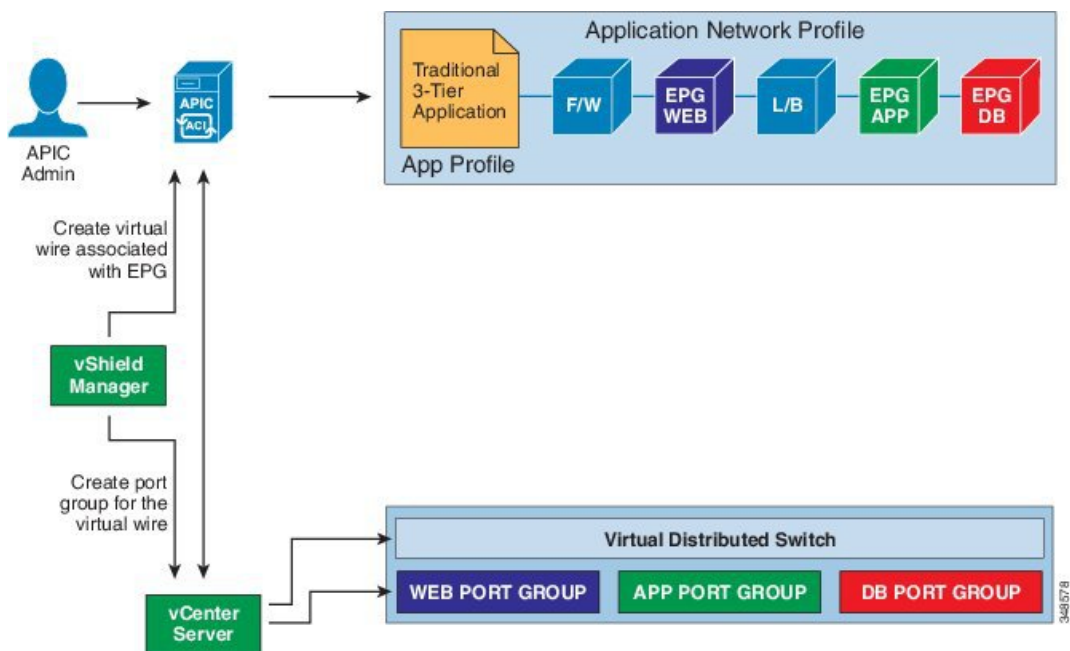 Application Network Profile
Traditional
3-Tier
Application
App Profile
F/W
EPG
WEB
L/B
EPG
APP
EPG
DB
APIC
ACI
APIC
Admin
Create virtual
wire associated
with EPG
vShield
Manager
Create port
group for the
virtual wire
vCenter
Server
Virtual Distributed Switch
WEB PORT GROUP
APP PORT GROUP
DB PORT GROUP
348578